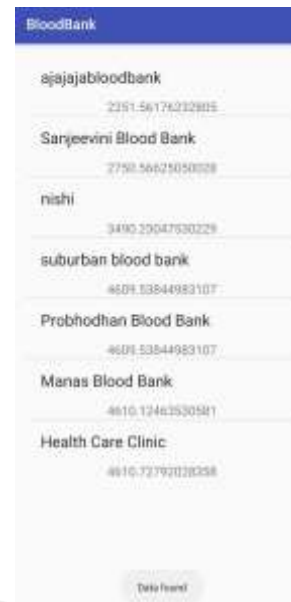 BloodBank
ajajajabloodbank
2251.56176232805
Sanjeevini Blood Bank
2750.56625050028
nishi
3490.23047530229
suburban blood bank
4609.53844983107
Probhodhan Blood Bank
4609.53844983107
Manas Blood Bank
4610.12463530581
Health Care Clinic
4610.72792028358
Data found